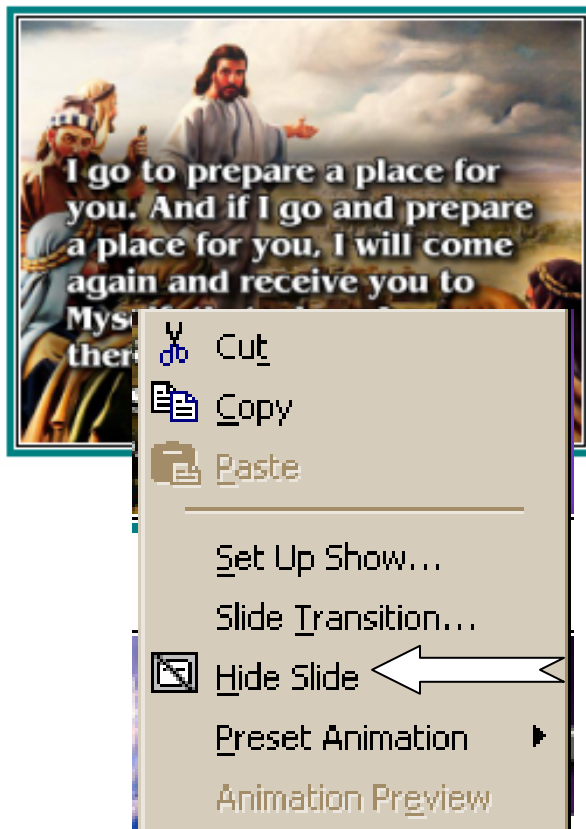 I go to prepare a place for
you. And if I go and prepare
a place for you, I will come
again and receive you to
Cut
Copy
Paste
Set Up Show...
Slide Transition...
Hide Slide
Preset Animation
Animation Preview